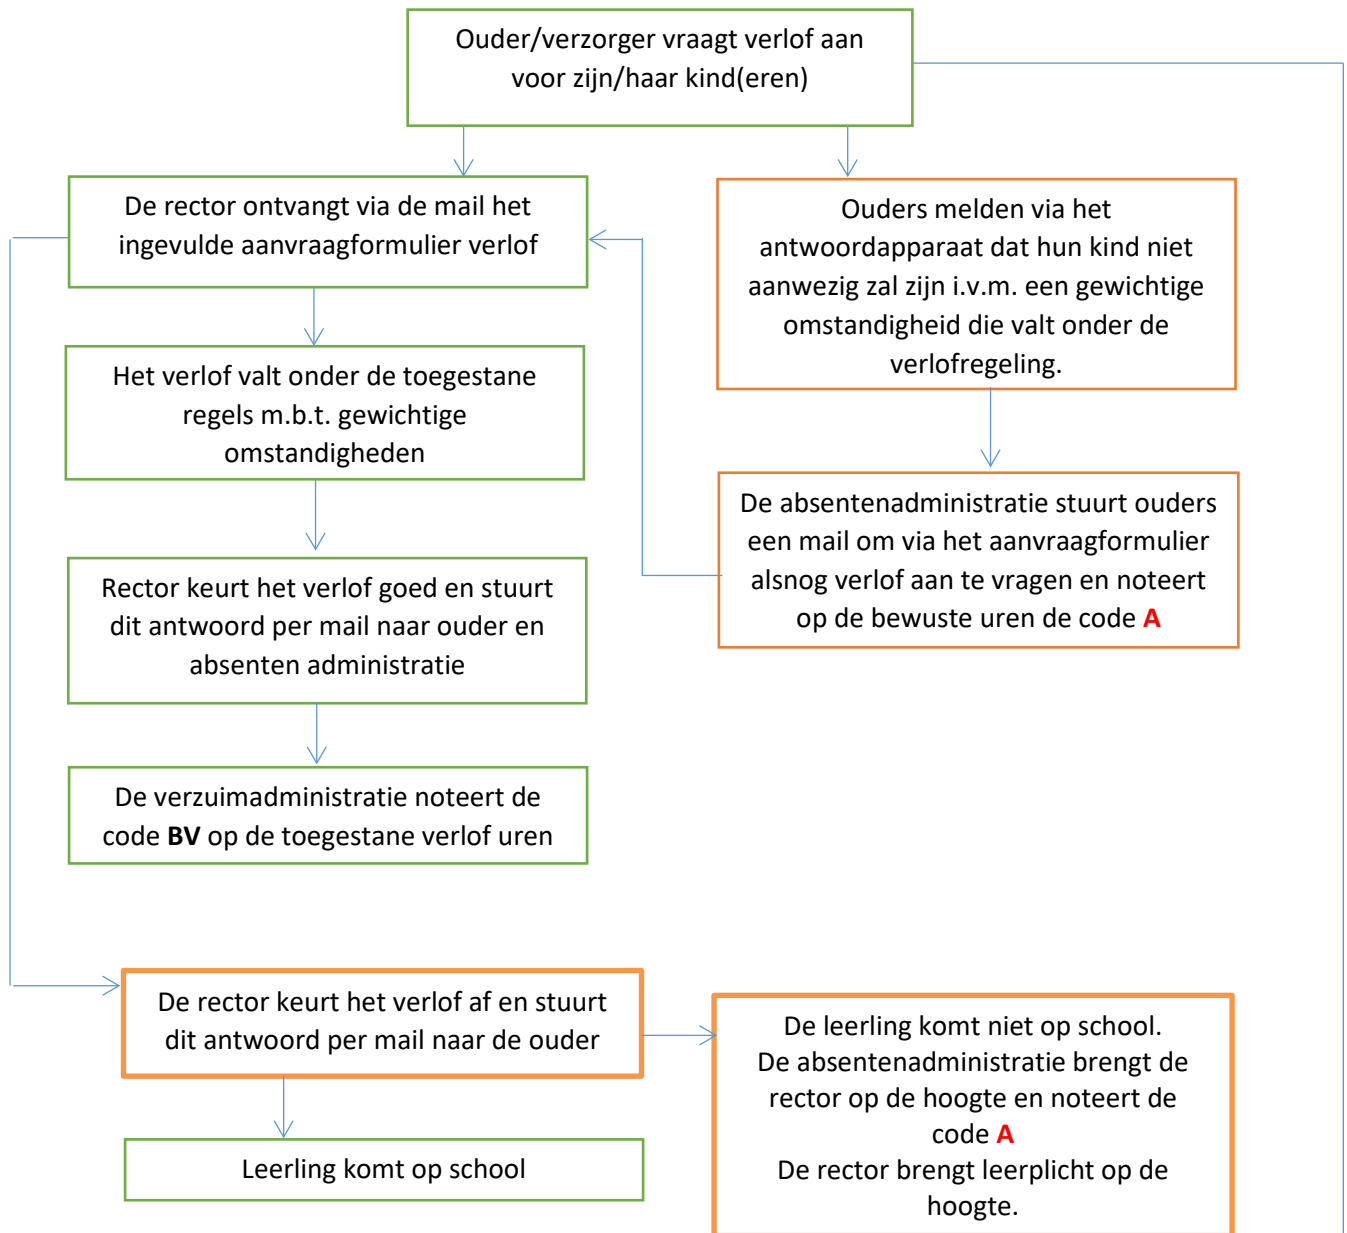 Ouder/verzorger vraagt verlof aan
voor zijn/haar kind(eren)
De rector ontvangt via de mail het
ingevulde aanvraagformulier verlof
Ouders melden via het
antwoordapparaat dat hun kind niet
aanwezig zal zijn i.v.m. een gewichtige
omstandigheid die valt onder de
verlofregeling.
Het verlof valt onder de toegestane
regels m.b.t. gewichtige
omstandigheden
De absentenadministratie stuurt ouders
een mail om via het aanvraagformulier
alsnog verlof aan te vragen en noteert
op de bewuste uren de code A
Rector keurt het verlof goed en stuurt
dit antwoord per mail naar ouder en
absenten administratie
De verzuimadministratie noteert de
code BV op de toegestane verlof uren
De rector keurt het verlof af en stuurt
dit antwoord per mail naar de ouder
De leerling komt niet op school.
De absentenadministratie brengt de
rector op de hoogte en noteert de
code A
De rector brengt leerplicht op de
hoogte.
Leerling komt op school